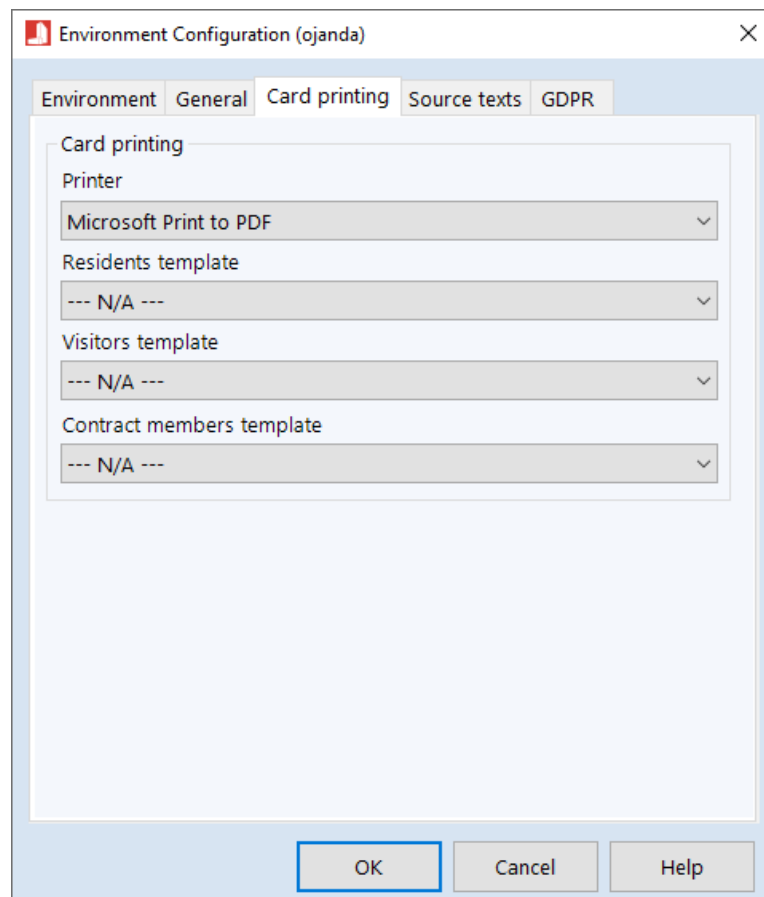 Environment Configuration (ojanda)
Environment General Card printing Source texts GDPR
Card printing
Printer
Microsoft Print to PDF
Residents template
--- N/A ---
Visitors template
--- N/A ---
Contract members template
--- N/A ---
OK Cancel Help